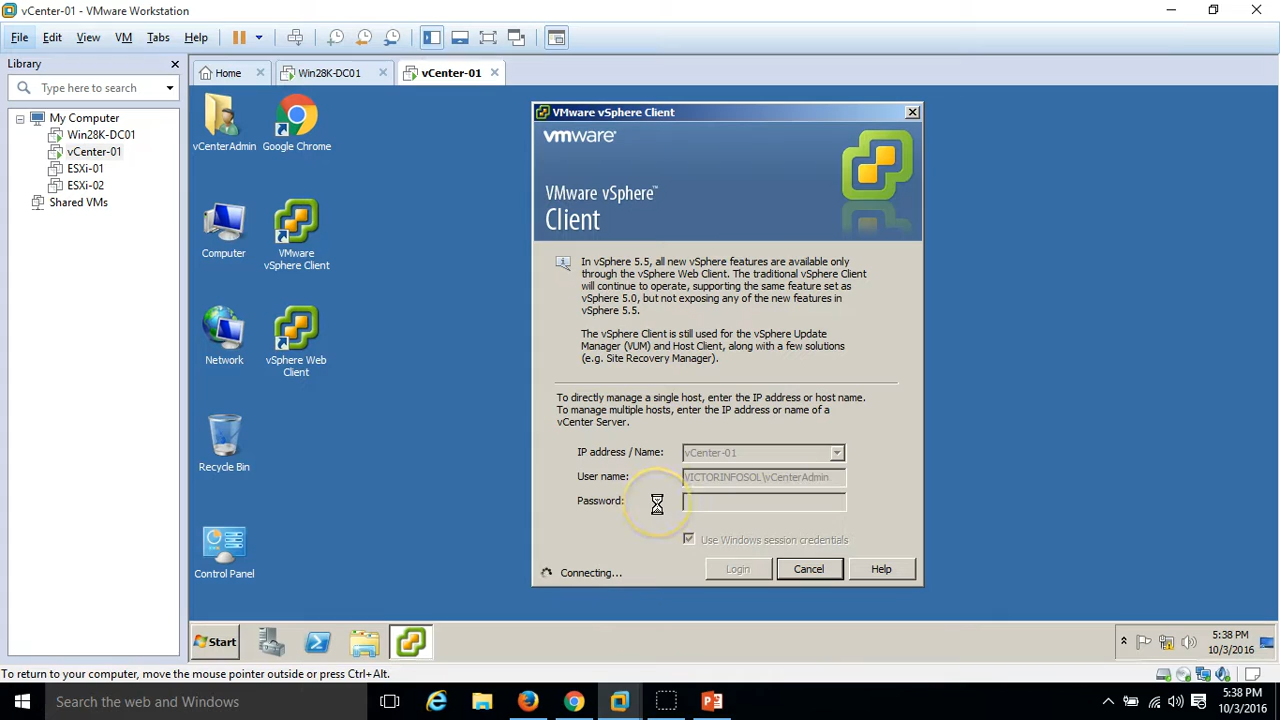 vCenter-01 - VMware Workstation
File Edit View VM Tabs Help
Library
Type here to search
My Computer
Win28K-DC01
vCenter-01
ESXi-01
ESXi-02
Shared VMs
Home
Win28K-DC01
vCenter-01
vCenterAdmin
Google Chrome
Computer
VMware
vSphere Client
Network
vSphere Web
Client
Recycle Bin
Control Panel
VMware vSphere Client
vmware®
VMware vSphere™
Client
In vSphere 5.5, all new vSphere features are available only
through the vSphere Web Client. The traditional vSphere Client
will continue to operate, supporting the same feature set as
vSphere 5.0, but not exposing any of the new features in
vSphere 5.5.
The vSphere Client is still used for the vSphere Update
Manager (VUM) and Host Client, along with a few solutions
(e.g. Site Recovery Manager).
To directly manage a single host, enter the IP address or host name.
To manage multiple hosts, enter the IP address or name of a
vCenter Server.
IP address / Name: vCenter-01
User name: VICTORINFOSOL\vCenterAdmin
Password:
Use Windows session credentials
Connecting... Login Cancel Help
Start
5:38 PM
10/3/2016
To return to your computer, move the mouse pointer outside or press Ctrl+Alt.
Search the web and Windows
5:38 PM
10/3/2016